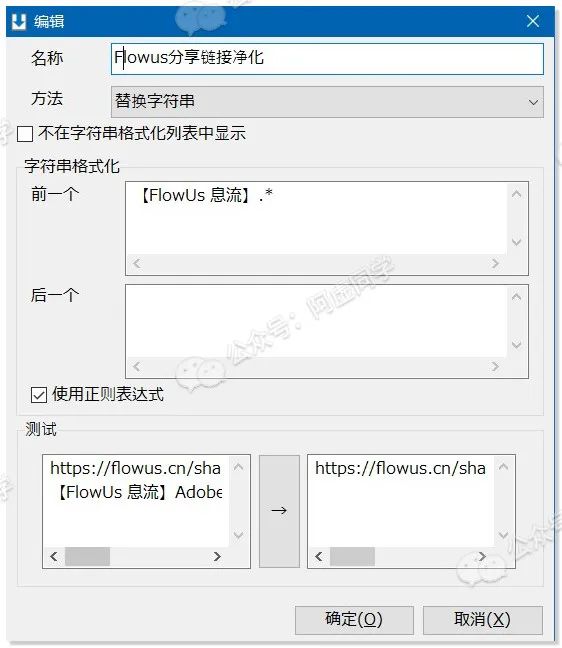 编辑
名称
Flowus分享链接净化
方法
替换字符串
不在字符串格式化列表中显示
字符串格式化
前一个
【FlowUs 息流】.*
后一个
使用正则表达式
测试
https://flowus.cn/sha
【FlowUs 息流】Adobe
→
https://flowus.cn/sha
确定(O)
取消(X)
公众号：阿虚同学